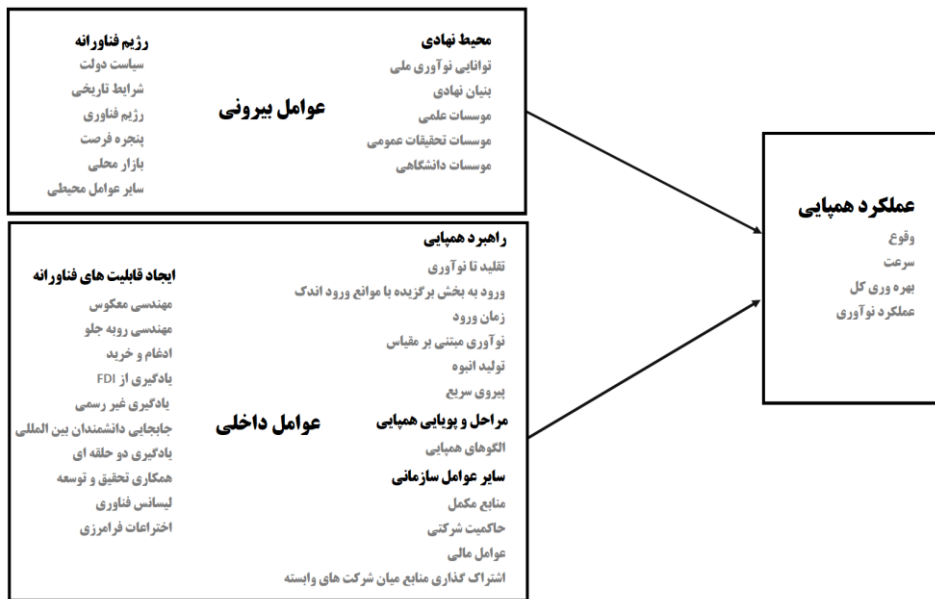 محیط نهادی
توانایی نوآوری ملی
بنیان نهادی
موسسات علمی
موسسات تحقیقات عمومی
موسسات دانشگاهی
عوامل بیرونی
رژیم فناورانه
سیاست دولت
شرایط تاریخی
رژیم فناوری
پنجره فرصت
بازار محلی
سایر عوامل محیطی
راهبرد همپایی
تقلید تا نوآوری
ورود به بخش برگزیده با موانع ورود اندک
زمان ورود
نوآوری مبتنی بر مقیاس
تولید انبوه
پیروی سریع
مراحل و پویایی همپایی
الگوهای همپایی
سایر عوامل سازمانی
منابع مکمل
حاکمیت شرکتی
عوامل مالی
اشتراک گذاری منابع میان شرکت های وابسته
عوامل داخلی
ایجاد قابلیت های فناورانه
مهندسی معکوس
مهندسی روبه جلو
ادغام و خرید
یادگیری از FDI
یادگیری غیر رسمی
جابجایی دانشمندان بین المللی
یادگیری دو حلقه ای
همکاری تحقیق و توسعه
لیسانس فناوری
اختراعات فرامرزی
عملکرد همپایی
وقوع
سرعت
بهره وری کل
عملکرد نوآوری